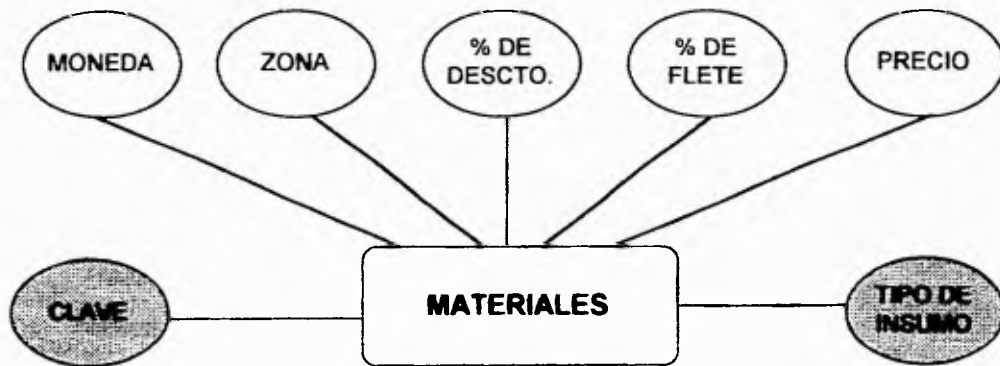 MONEDA
ZONA
% DE
DESCTO.
% DE
FLETE
PRECIO
CLAVE
MATERIALES
TIPO DE
INSUMO